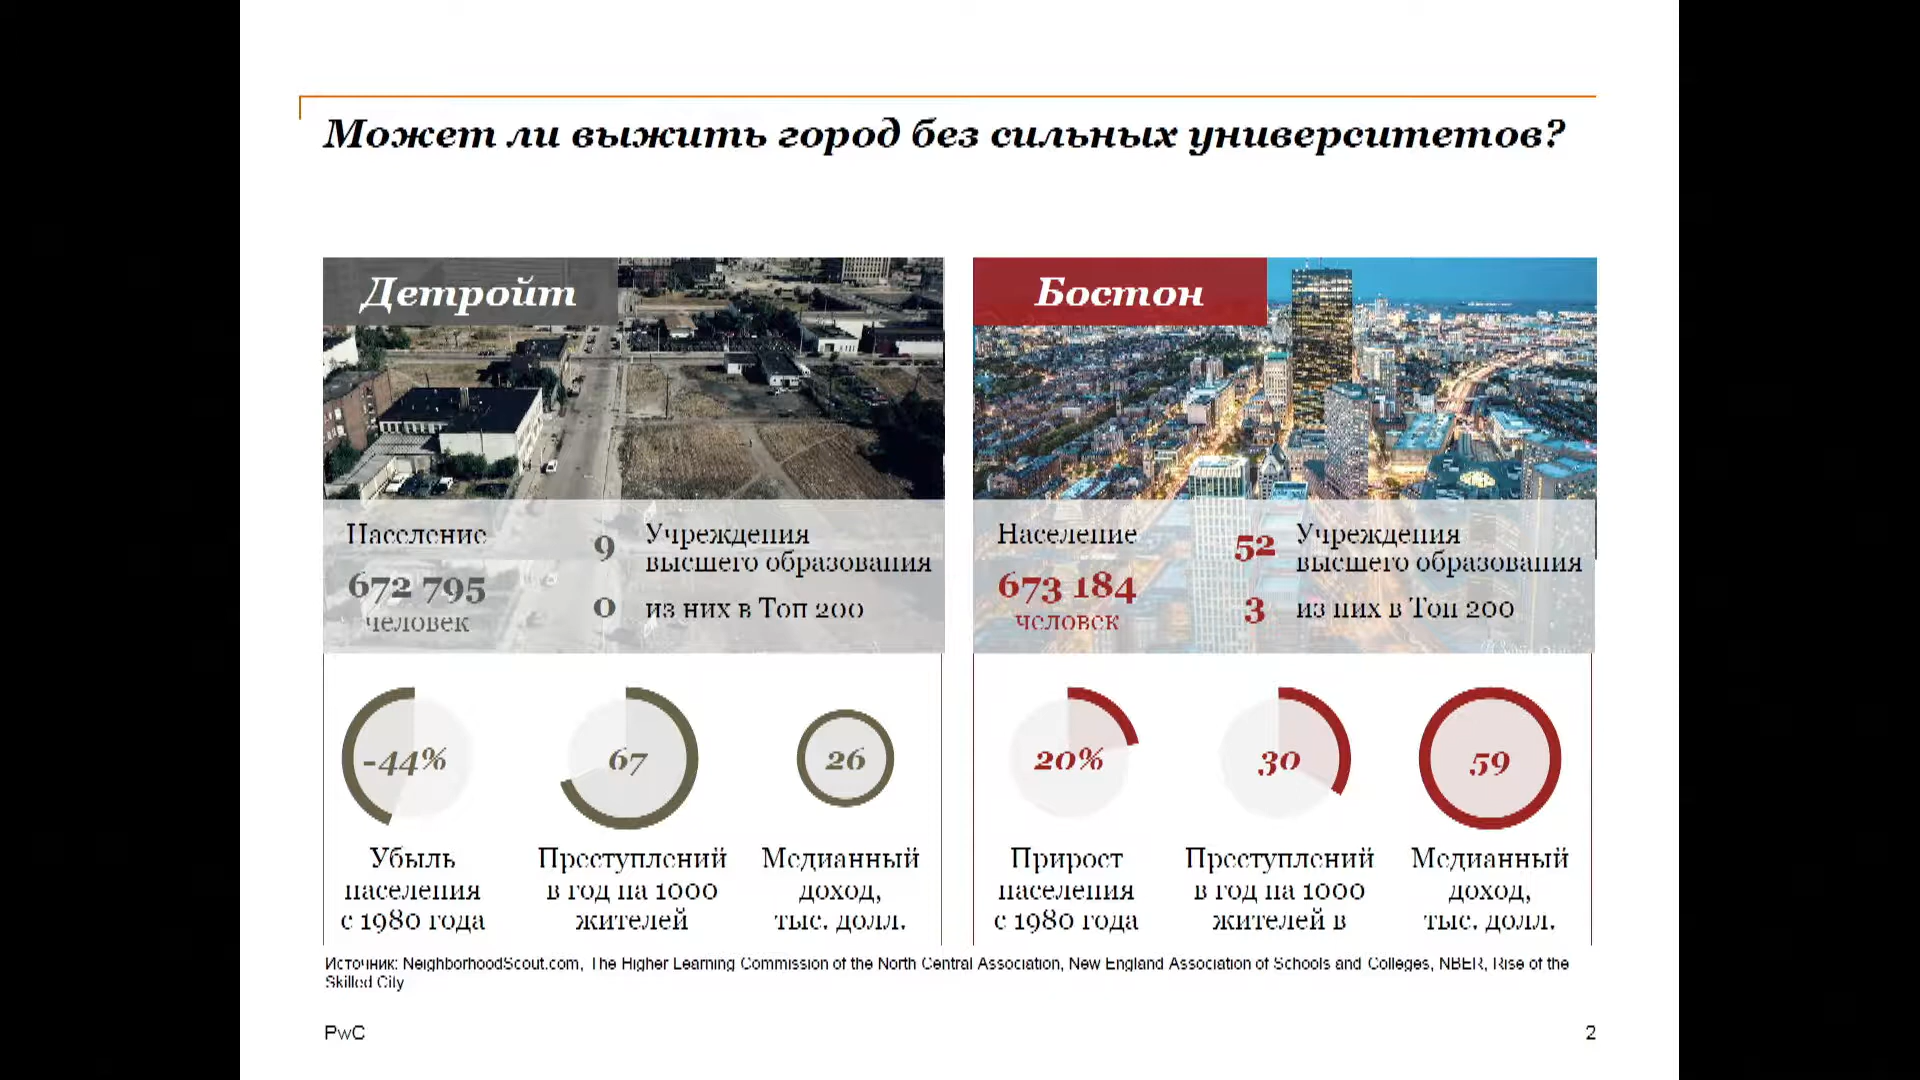 Может ли выжить город без сильных университетов?
Детройт
Население
672 795
человек
9
Учреждения
высшего образования
0
из них в Топ 200
-44%
Убыль
населения
с 1980 года
67
Преступлений
в год на 1000
жителей
26
Медианный
доход,
тыс. долл.
Бостон
Население
673 184
человек
52
Учреждения
высшего образования
3
из них в Топ 200
20%
Прирост
населения
с 1980 года
30
Преступлений
в год на 1000
жителей в
59
Медианный
доход,
тыс. долл.
Источник: NeighborhoodScout.com, The Higher Learning Commission of the North Central Association, New England Association of Schools and Colleges, NBER, Rise of the
Skilled City
PwC
2